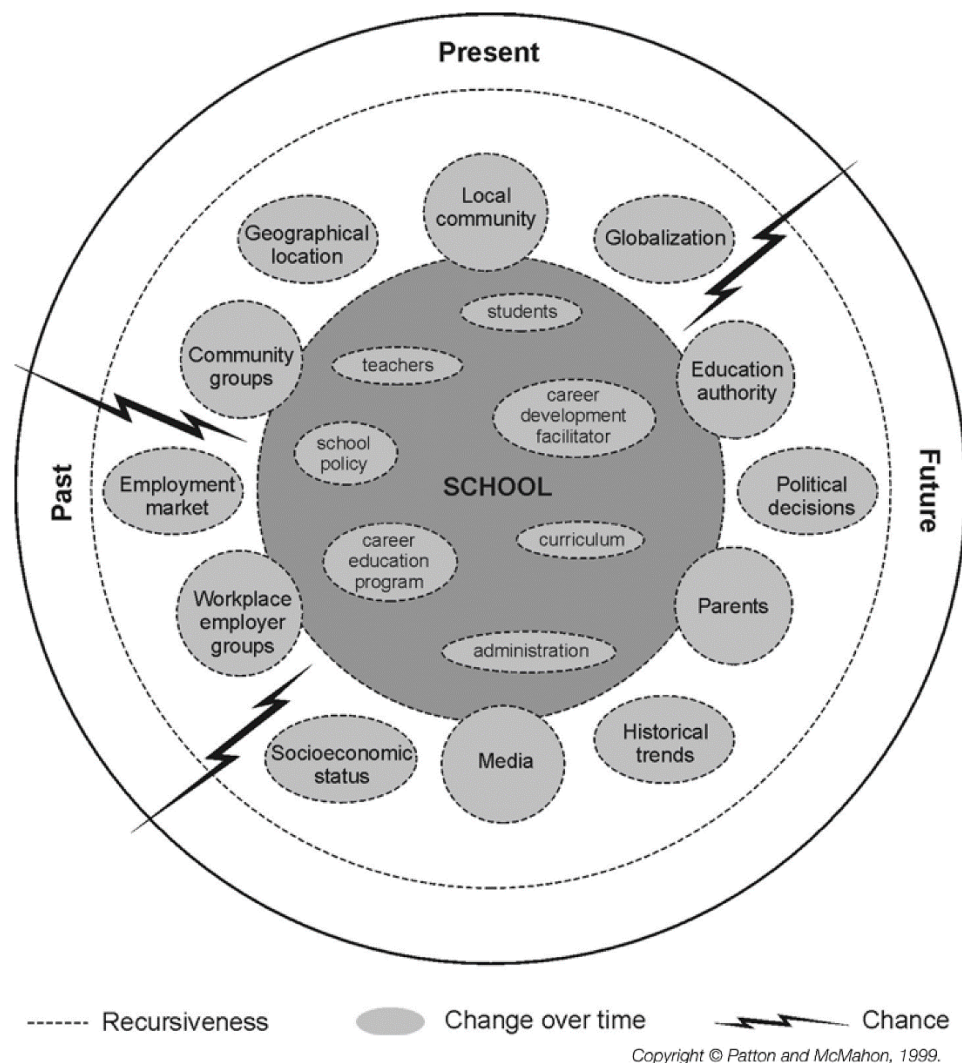 Present
Local
community
Geographical
location
Globalization
students
Community
groups
teachers
Education
authority
career
development
facilitator
school
policy
Past
Employment
market
SCHOOL
Political
decisions
Future
career
education
program
curriculum
Workplace
employer
groups
Parents
administration
Socioeconomic
status
Media
Historical
trends
Recursiveness
Change over time
Chance
Copyright © Patton and McMahon, 1999.